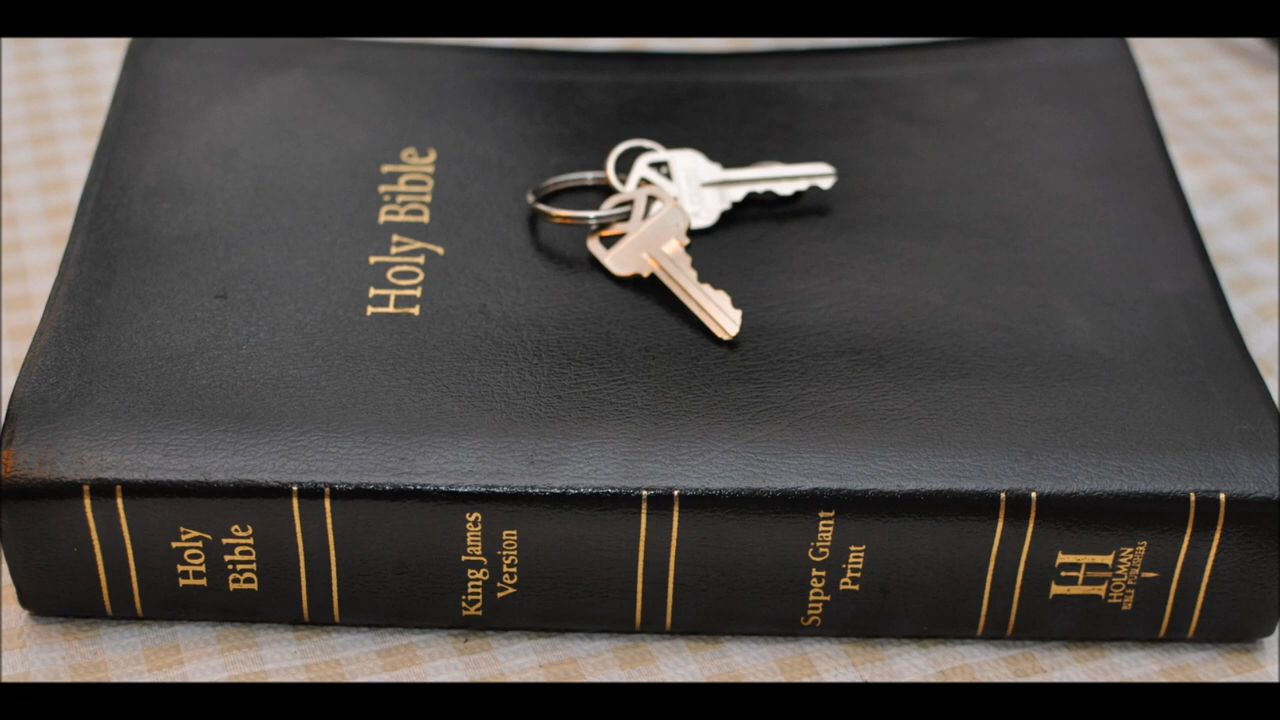 Holy Bible
Holy
Bible
King James
Version
Super Giant
Print
HOLMAN
BIBLE PUBLISHERS